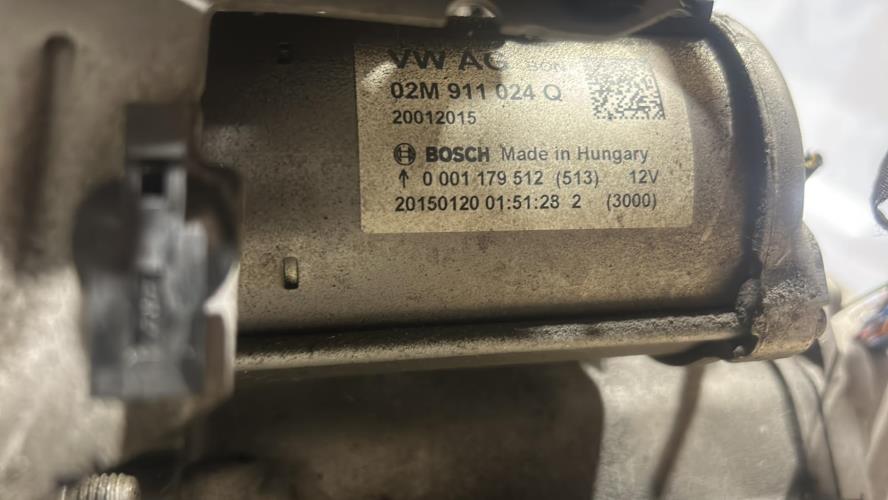 VW AG BON
02M 911 024 Q
20012015
BOSCH Made in Hungary
↑ 0 001 179 512 (513) 12V
20150120 01:51:28 2 (3000)